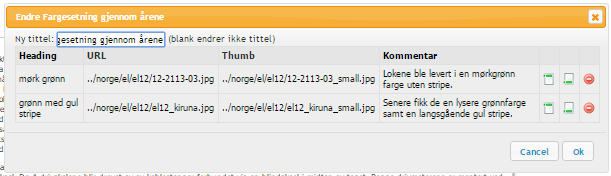 Endre Fargesetning gjennom årene
Ny tittel: gesetning gjennom årene (blank endrer ikke tittel)
Heading URL Thumb Kommentar
mørk grønn ../norge/el/el12/12-2113-03.jpg ../norge/el/el12/12-2113-03_small.jpg Lokene ble levert i en mørkgrønn
farge uten stripe.
grønn med gul
stripe ../norge/el/el12/el12_kiruna.jpg ../norge/el/el12/el12_kiruna_small.jpg Senere fikk de en lysere grønnfarge
samt en langsgående gul stripe.
Cancel Ok